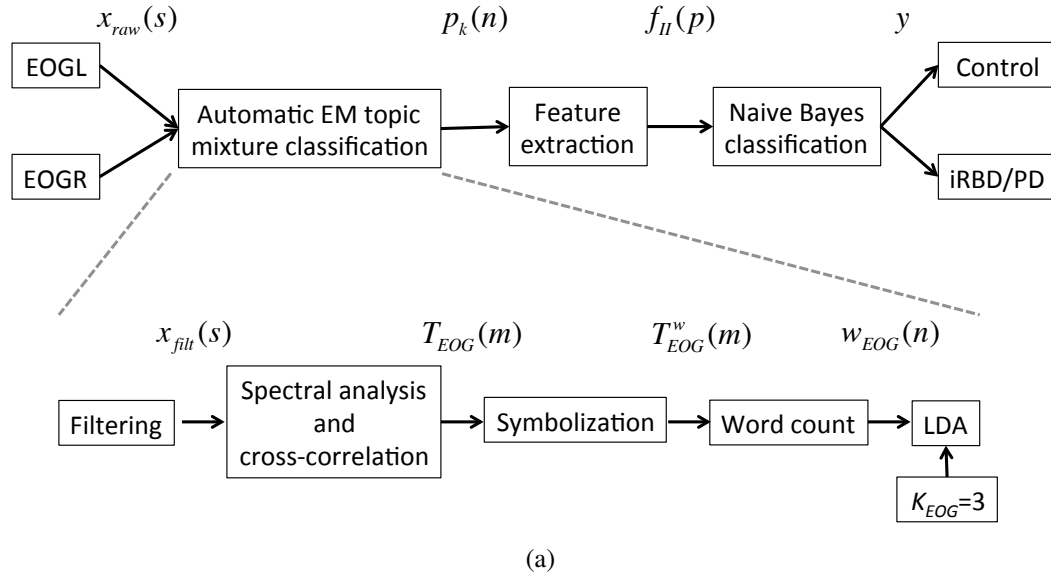 x_raw(s)
p_k(n)
f_II(p)
y
EOGL
EOGR
Automatic EM topic
mixture classification
Feature
extraction
Naive Bayes
classification
Control
iRBD/PD
x_filt(s)
T_EOG(m)
T_EOG^w(m)
w_EOG(n)
Filtering
Spectral analysis
and
cross-correlation
Symbolization
Word count
LDA
K_EOG=3
(a)